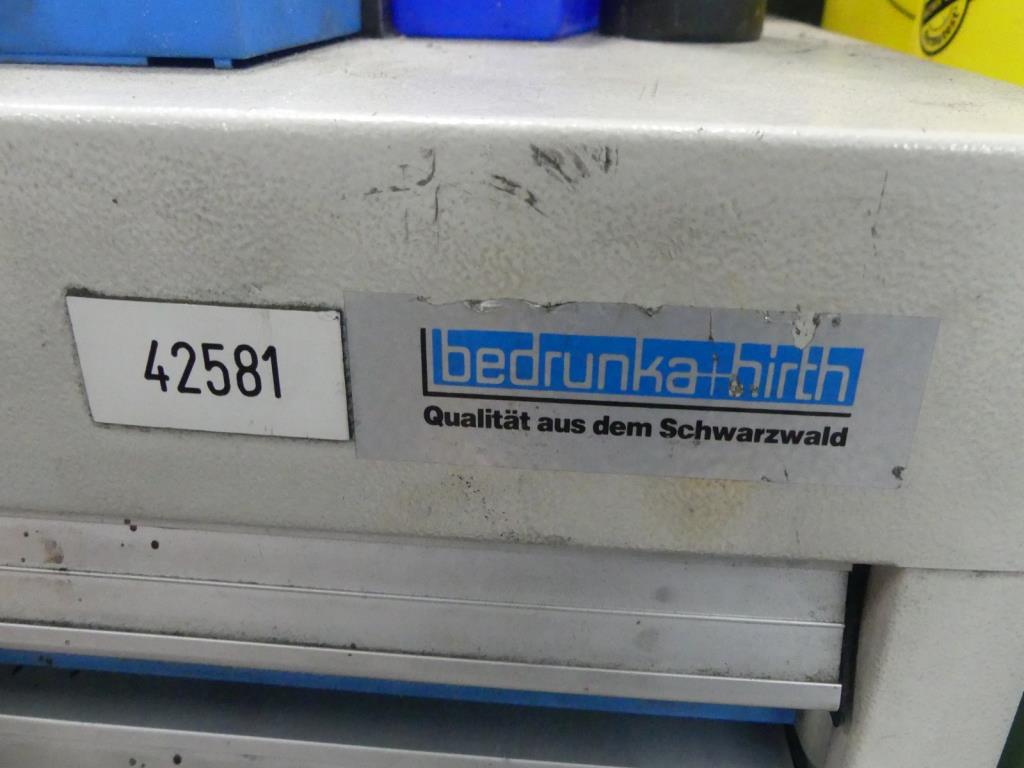 42581
bedrunka+hirth
Qualität aus dem Schwarzwald